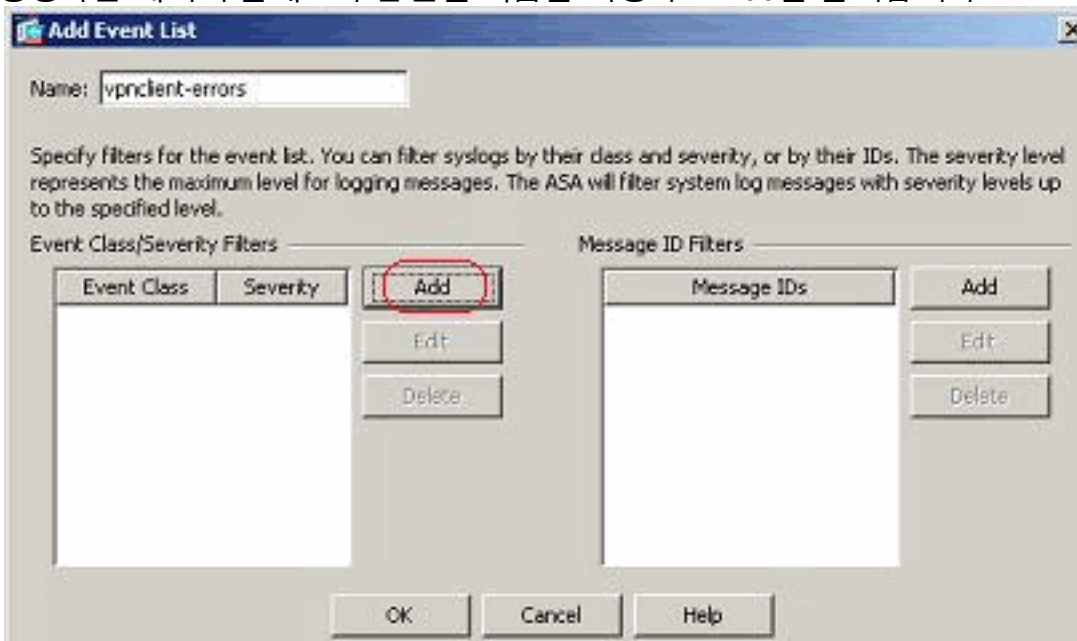 Add Event List
Name: vpnclient-errors
Specify filters for the event list. You can filter syslogs by their class and severity, or by their IDs. The severity level
represents the maximum level for logging messages. The ASA will filter system log messages with severity levels up
to the specified level.
Event Class/Severity Filters
Message ID Filters
Event Class Severity Add
Message IDs Add
Edit
Edit
Delete
Delete
OK Cancel Help